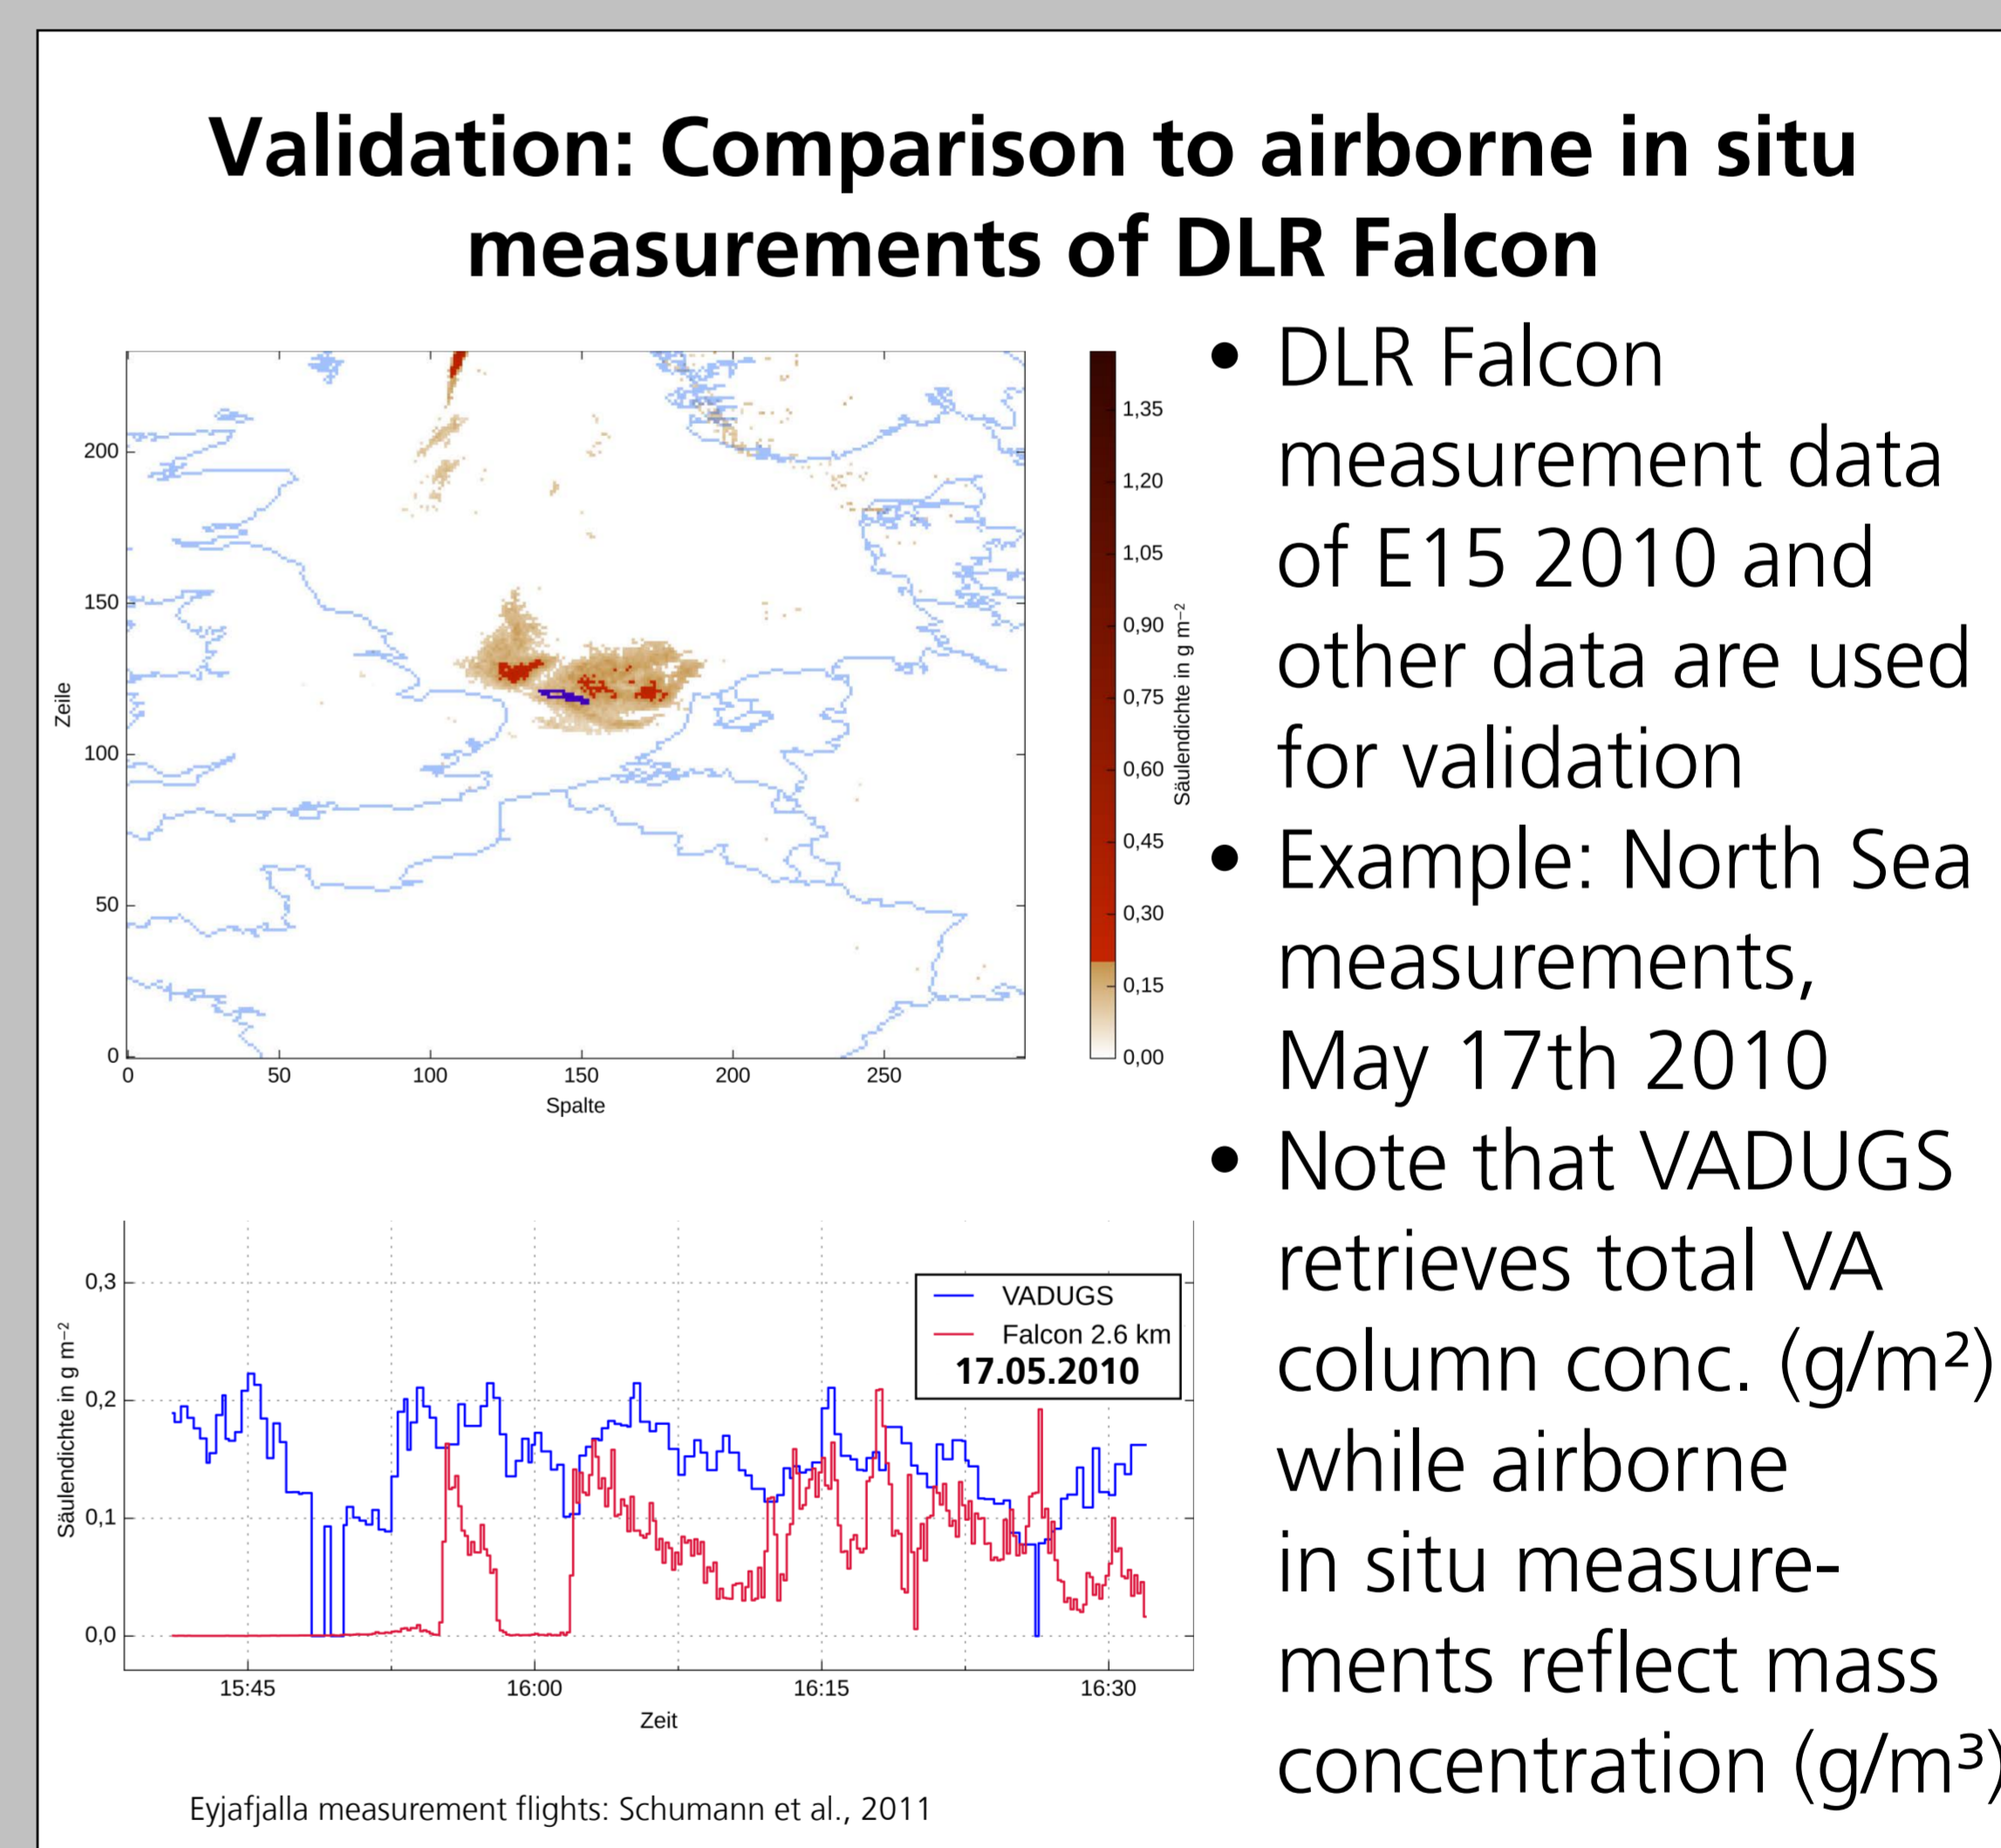 Validation: Comparison to airborne in situ
measurements of DLR Falcon
200
150
100
50
0
Zeile
0 50 100 150 200 250
Spalte
1,35
1,20
1,05
0,90
0,75
0,60
0,45
0,30
0,15
0,00
Säulendichte in g m⁻²
0,3
0,2
0,1
0,0
Säulendichte in g m⁻²
VADUGS
Falcon 2.6 km
17.05.2010
15:45 16:00 16:15 16:30
Zeit
Eyjafjalla measurement flights: Schumann et al., 2011
• DLR Falcon
measurement data
of E15 2010 and
other data are used
for validation
• Example: North Sea
measurements,
May 17th 2010
• Note that VADUGS
retrieves total VA
column conc. (g/m²)
while airborne
in situ measure-
ments reflect mass
concentration (g/m³)